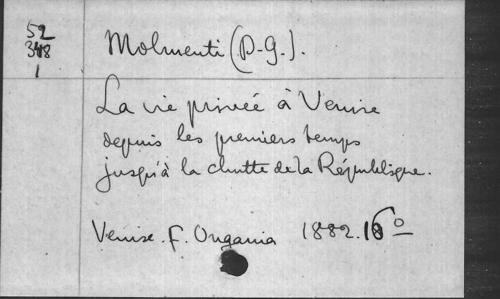 52
348
1
Molmenti (P.-G.).
La vie privée à Venise
depuis les premiers temps
jusqu'à la chutte de la République.
Venise. F. Ongania 1882. 16º